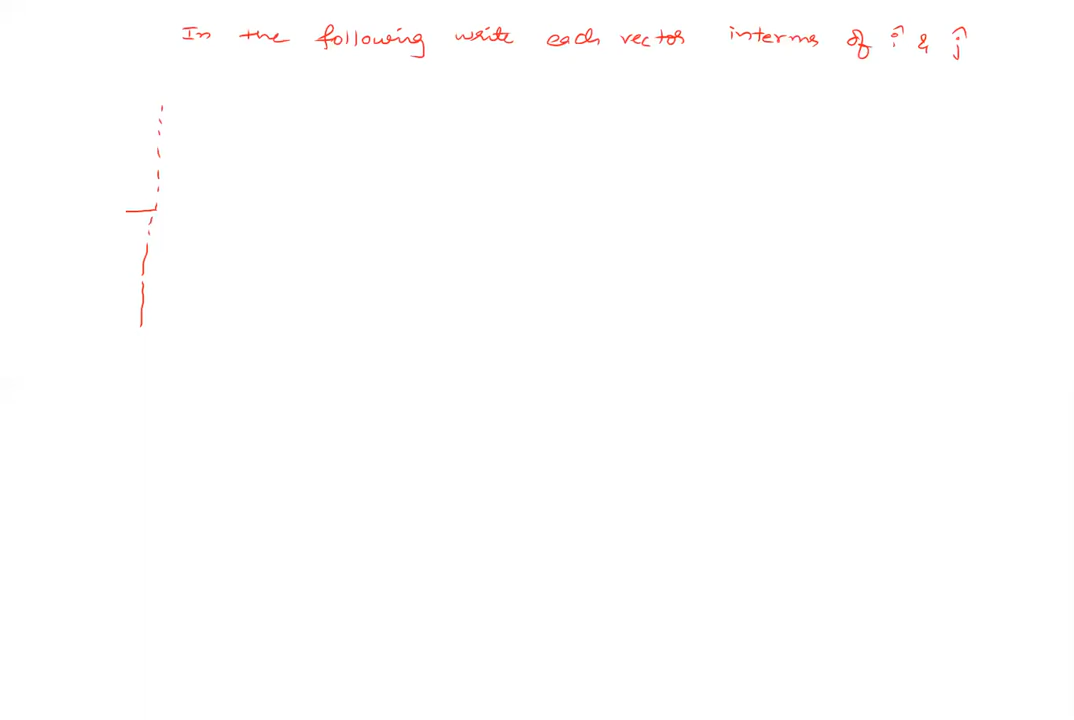 In the following write each vector interms of î & ĵ